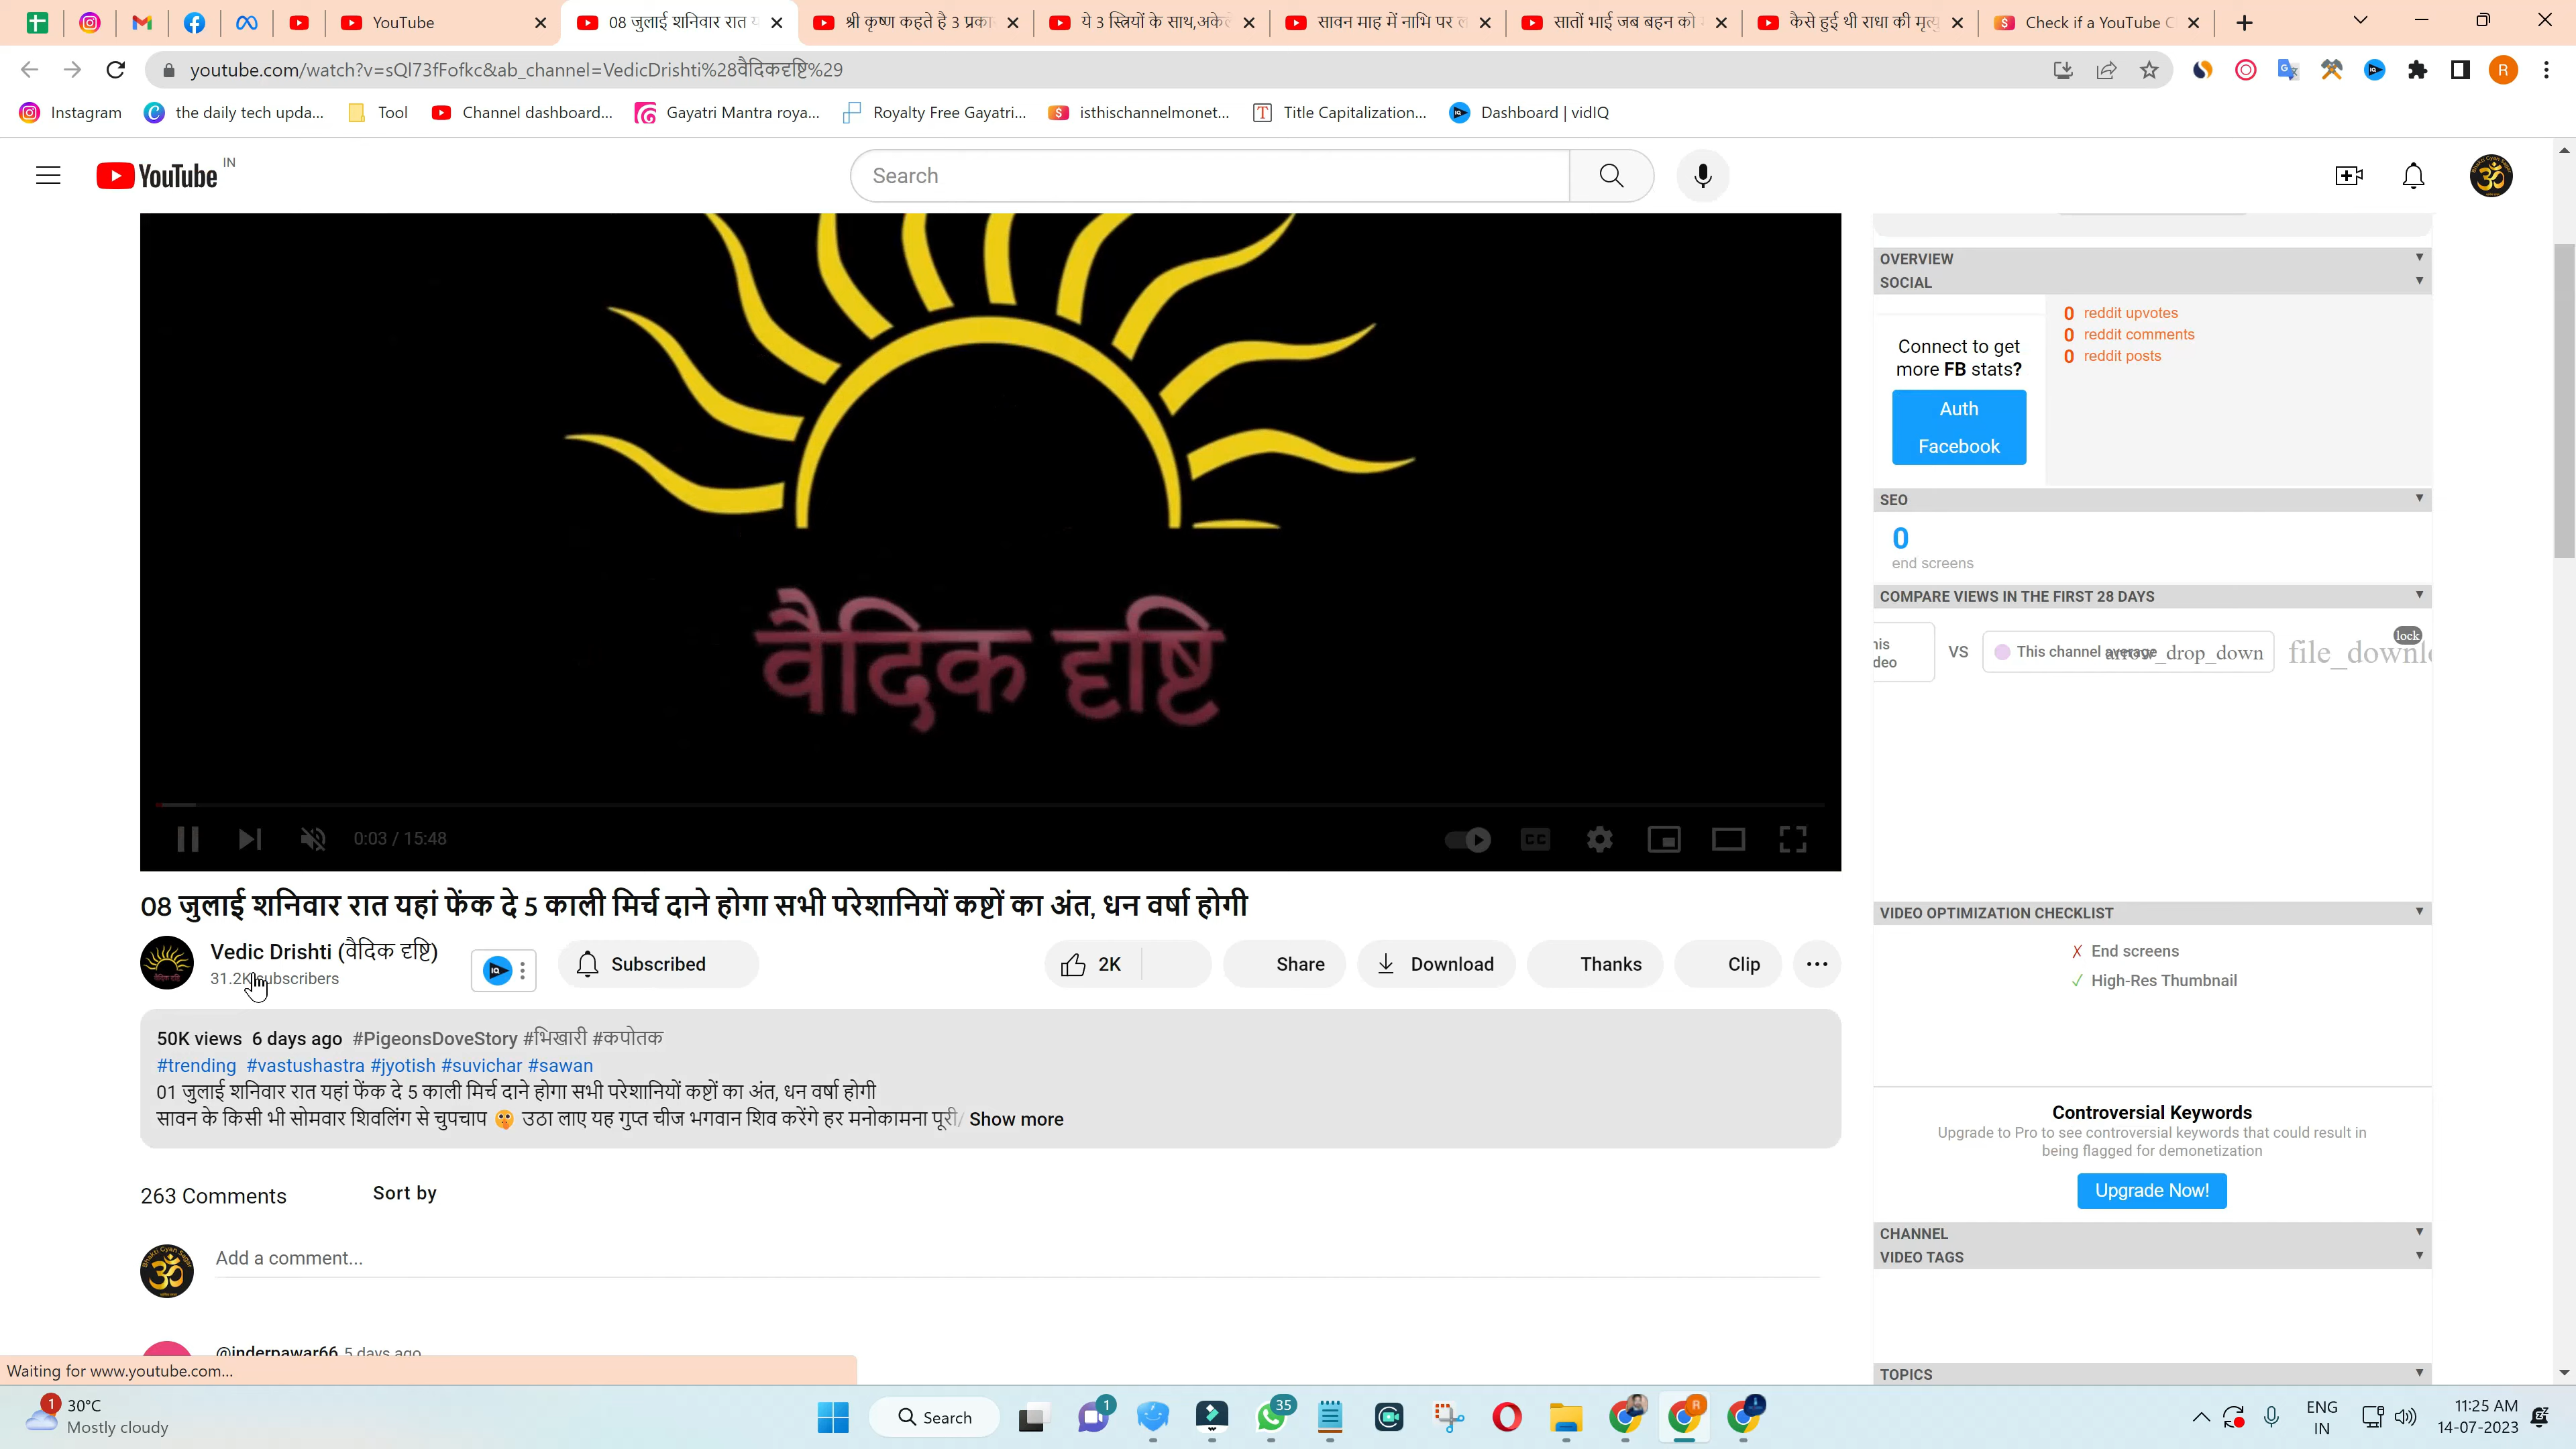 YouTube
08 जुलाई शनिवार रात
श्री कृष्ण कहते है 3 प्रका
ये 3 स्त्रियों के साथ,अके
सावन माह में नाभि पर
सातों भाई जब बहन को
कैसे हुई थी राधा की मृत्यु
Check if a YouTube C
youtube.com/watch?v=sQl73fFofkc&ab_channel=VedicDrishti%28वैदिकदृष्टि%29
R
Instagram
the daily tech upda...
Tool
Channel dashboard...
Gayatri Mantra roya...
Royalty Free Gayatri...
isthischannelmonet...
Title Capitalization...
Dashboard | vidIQ
YouTube IN
Search
वैदिक दृष्टि
0:03 / 15:48
08 जुलाई शनिवार रात यहां फेंक दे 5 काली मिर्च दाने होगा सभी परेशानियों कष्टों का अंत, धन वर्षा होगी
Vedic Drishti (वैदिक दृष्टि)
31.2K subscribers
Subscribed
2K
Share
Download
Thanks
Clip
50K views 6 days ago #PigeonsDoveStory #भिखारी #कपोतक
#trending #vastushastra #jyotish #suvichar #sawan
01 जुलाई शनिवार रात यहां फेंक दे 5 काली मिर्च दाने होगा सभी परेशानियों कष्टों का अंत, धन वर्षा होगी
सावन के किसी भी सोमवार शिवलिंग से चुपचाप 🤫 उठा लाए यह गुप्त चीज भगवान शिव करेंगे हर मनोकामना पूरी/ Show more
263 Comments
Sort by
Add a comment...
@inderpawar66 5 days ago
Waiting for www.youtube.com...
OVERVIEW
SOCIAL
Connect to get
more FB stats?
Auth
Facebook
0 reddit upvotes
0 reddit comments
0 reddit posts
SEO
0
end screens
COMPARE VIEWS IN THE FIRST 28 DAYS
his
deo
VS
This channel average
arrow_drop_down
file_downl
lock
VIDEO OPTIMIZATION CHECKLIST
✗ End screens
✓ High-Res Thumbnail
Controversial Keywords
Upgrade to Pro to see controversial keywords that could result in
being flagged for demonetization
Upgrade Now!
CHANNEL
VIDEO TAGS
TOPICS
1
30°C
Mostly cloudy
Search
1
35
R
ENG
IN
11:25 AM
14-07-2023